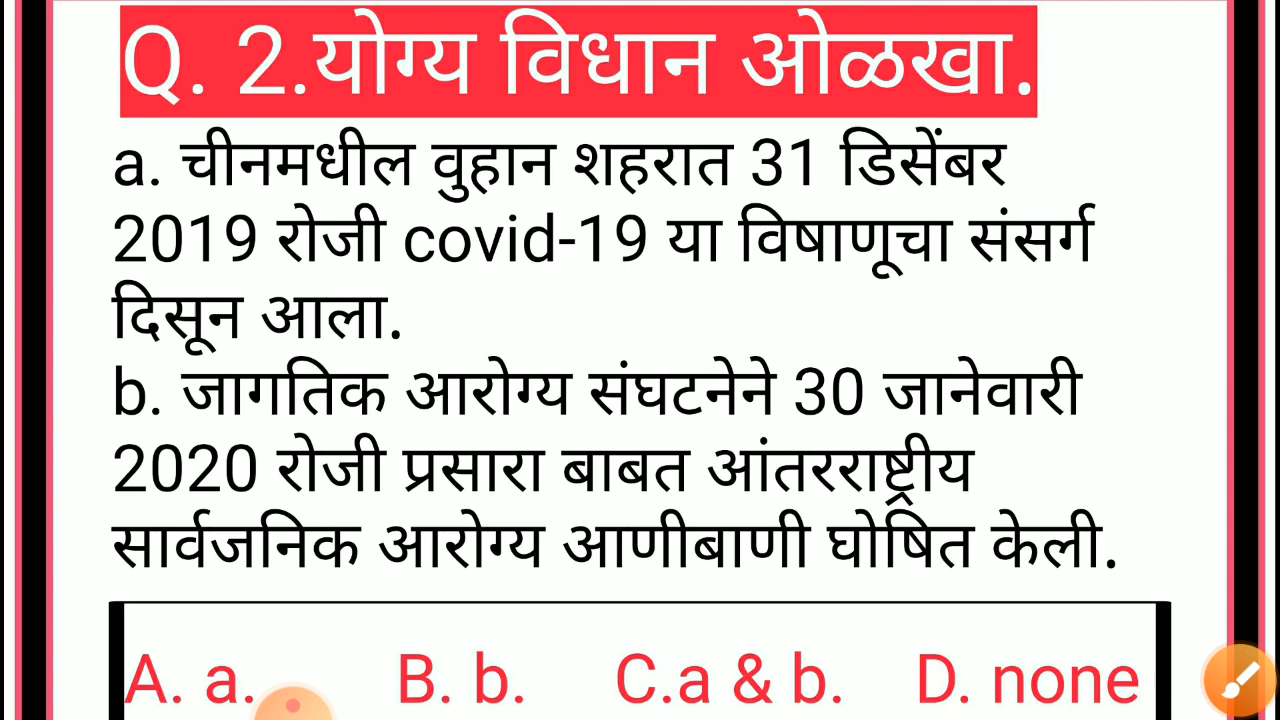 Q. 2.योग्य विधान ओळखा.
a. चीनमधील वुहान शहरात 31 डिसेंबर
2019 रोजी covid-19 या विषाणूचा संसर्ग
दिसून आला.
b. जागतिक आरोग्य संघटनेने 30 जानेवारी
2020 रोजी प्रसारा बाबत आंतरराष्ट्रीय
सार्वजनिक आरोग्य आणीबाणी घोषित केली.
A. a. B. b. C.a & b. D. none